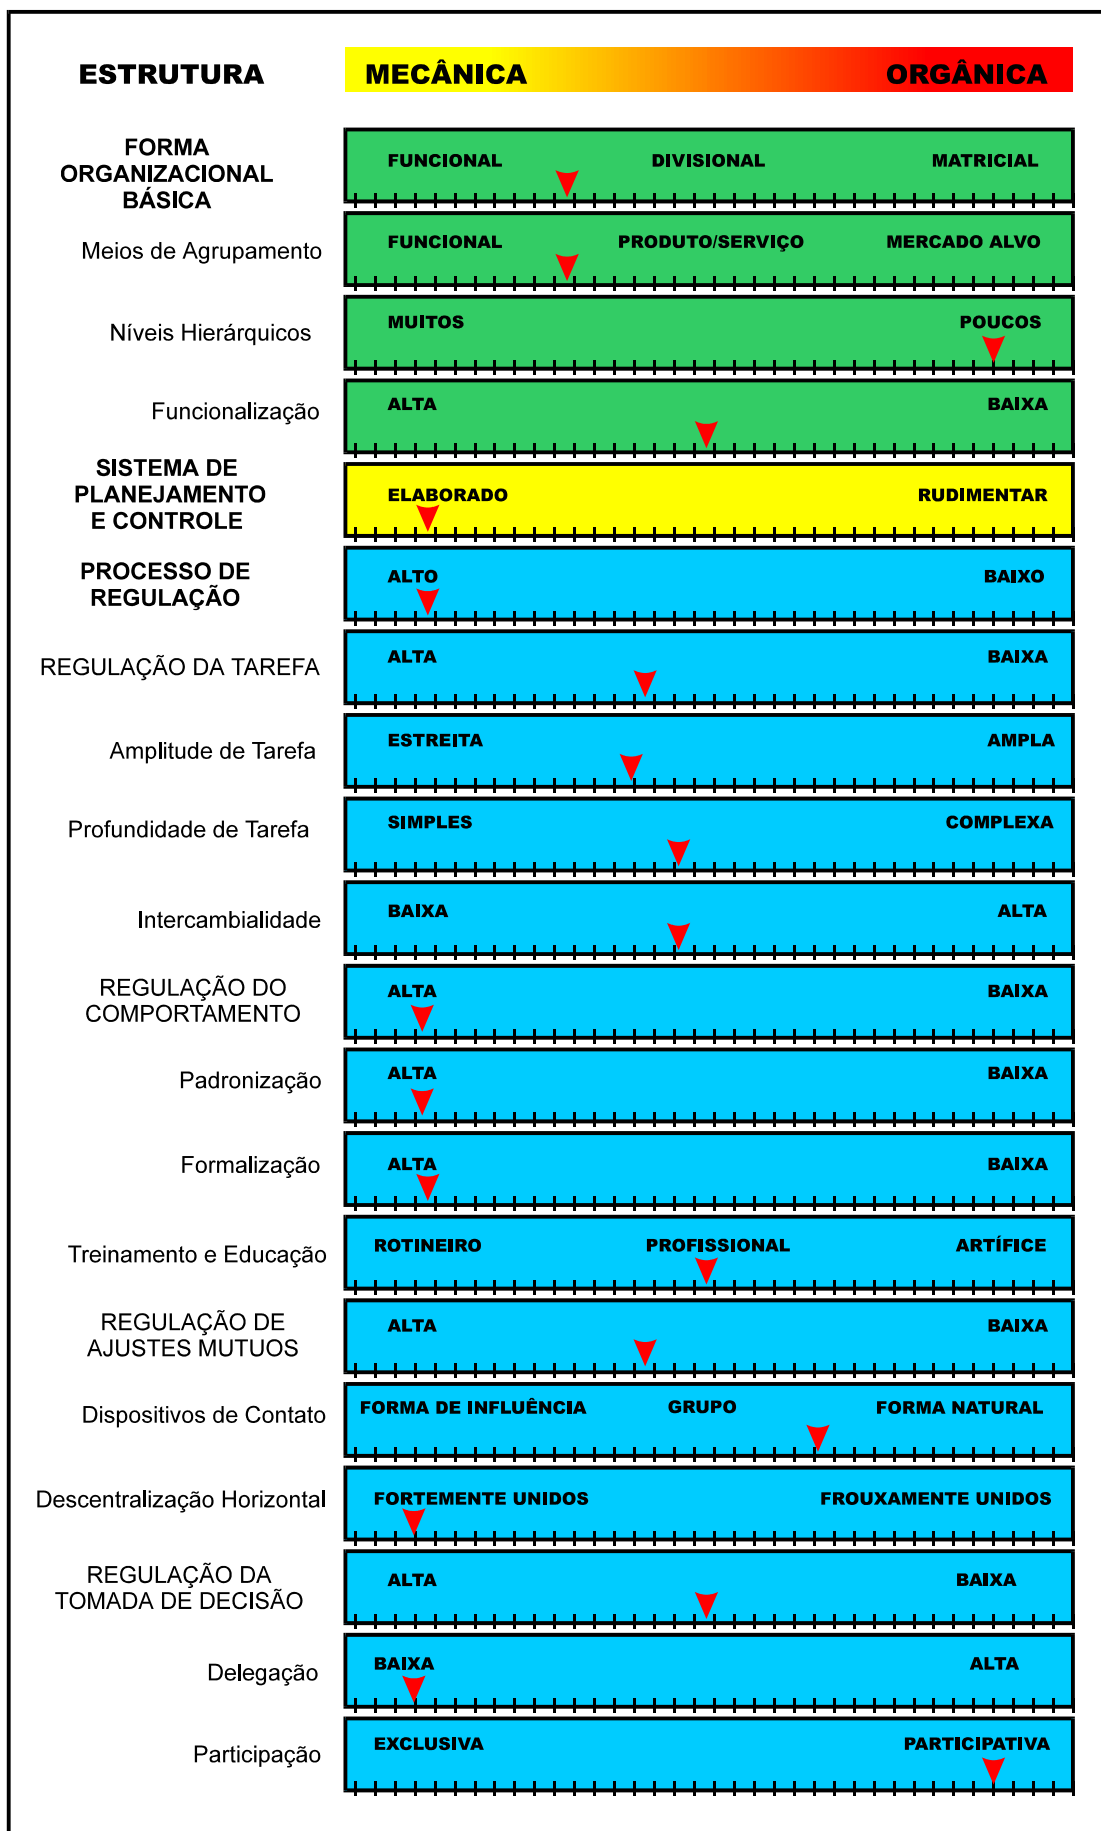 ESTRUTURA MECÂNICA ORGÂNICA
FORMA
ORGANIZACIONAL
BÁSICA
FUNCIONAL DIVISIONAL MATRICIAL
Meios de Agrupamento
FUNCIONAL PRODUTO/SERVIÇO MERCADO ALVO
Níveis Hierárquicos
MUITOS POUCOS
Funcionalização
ALTA BAIXA
SISTEMA DE
PLANEJAMENTO
E CONTROLE
ELABORADO RUDIMENTAR
PROCESSO DE
REGULAÇÃO
ALTO BAIXO
REGULAÇÃO DA TAREFA
ALTA BAIXA
Amplitude de Tarefa
ESTREITA AMPLA
Profundidade de Tarefa
SIMPLES COMPLEXA
Intercambialidade
BAIXA ALTA
REGULAÇÃO DO
COMPORTAMENTO
ALTA BAIXA
Padronização
ALTA BAIXA
Formalização
ALTA BAIXA
Treinamento e Educação
ROTINEIRO PROFISSIONAL ARTÍFICE
REGULAÇÃO DE
AJUSTES MUTUOS
ALTA BAIXA
Dispositivos de Contato
FORMA DE INFLUÊNCIA GRUPO FORMA NATURAL
Descentralização Horizontal
FORTEMENTE UNIDOS FROUXAMENTE UNIDOS
REGULAÇÃO DA
TOMADA DE DECISÃO
ALTA BAIXA
Delegação
BAIXA ALTA
Participação
EXCLUSIVA PARTICIPATIVA